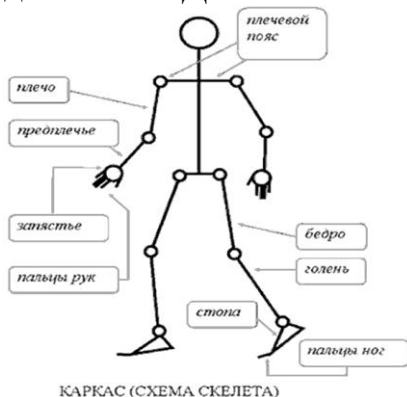 плечевой
пояс
плечо
предплечье
запястье
пальцы рук
бедро
голень
стопа
пальцы ног
КАРКАС (СХЕМА СКЕЛЕТА)